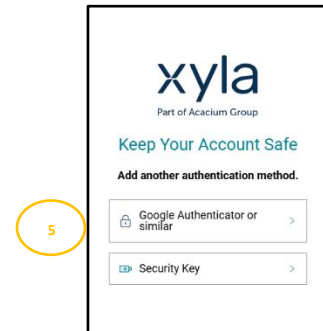 xyla
Part of Acacium Group
Keep Your Account Safe
Add another authentication method.
5
Google Authenticator or
similar
Security Key